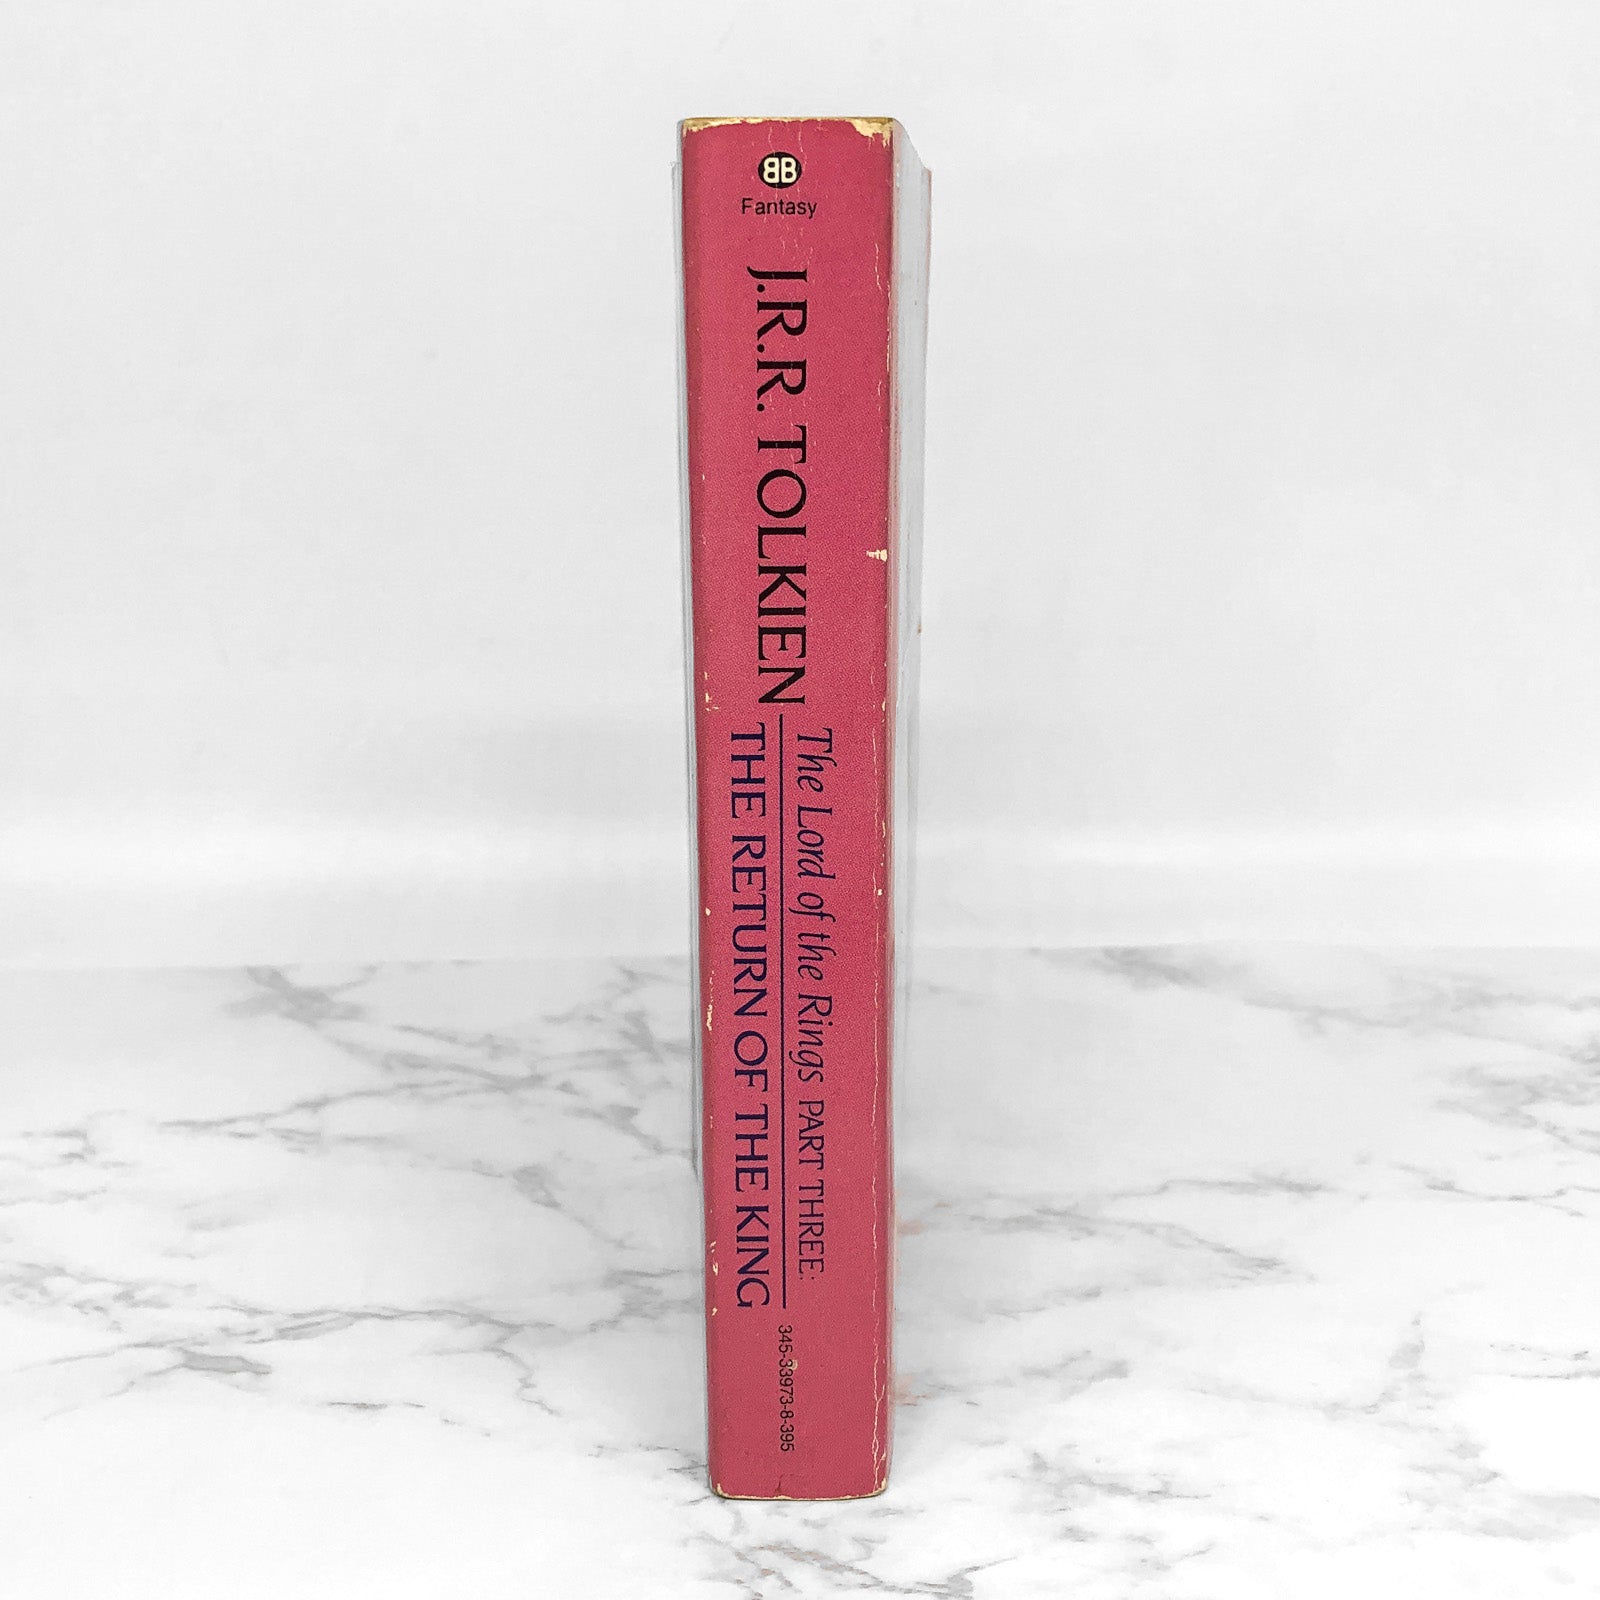 BB
Fantasy
J.R.R. TOLKIEN
The Lord of the Rings PART THREE:
THE RETURN OF THE KING
345-33973-8-395